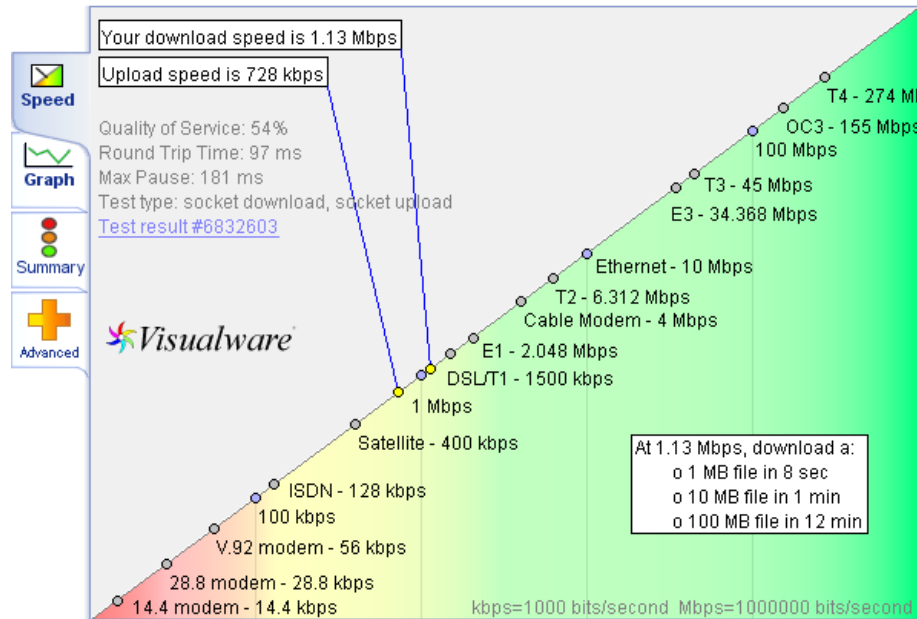 Your download speed is 1.13 Mbps
Upload speed is 728 kbps
Speed
Graph
Summary
Advanced
Quality of Service: 54%
Round Trip Time: 97 ms
Max Pause: 181 ms
Test type: socket download, socket upload
Test result #6832603
Visualware
T4 - 274
OC3 - 155 Mbps
100 Mbps
T3 - 45 Mbps
E3 - 34.368 Mbps
Ethernet - 10 Mbps
T2 - 6.312 Mbps
Cable Modem - 4 Mbps
E1 - 2.048 Mbps
DSL/T1 - 1500 kbps
1 Mbps
Satellite - 400 kbps
ISDN - 128 kbps
100 kbps
V.92 modem - 56 kbps
28.8 modem - 28.8 kbps
14.4 modem - 14.4 kbps
At 1.13 Mbps, download a:
o 1 MB file in 8 sec
o 10 MB file in 1 min
o 100 MB file in 12 min
kbps=1000 bits/second Mbps=1000000 bits/second